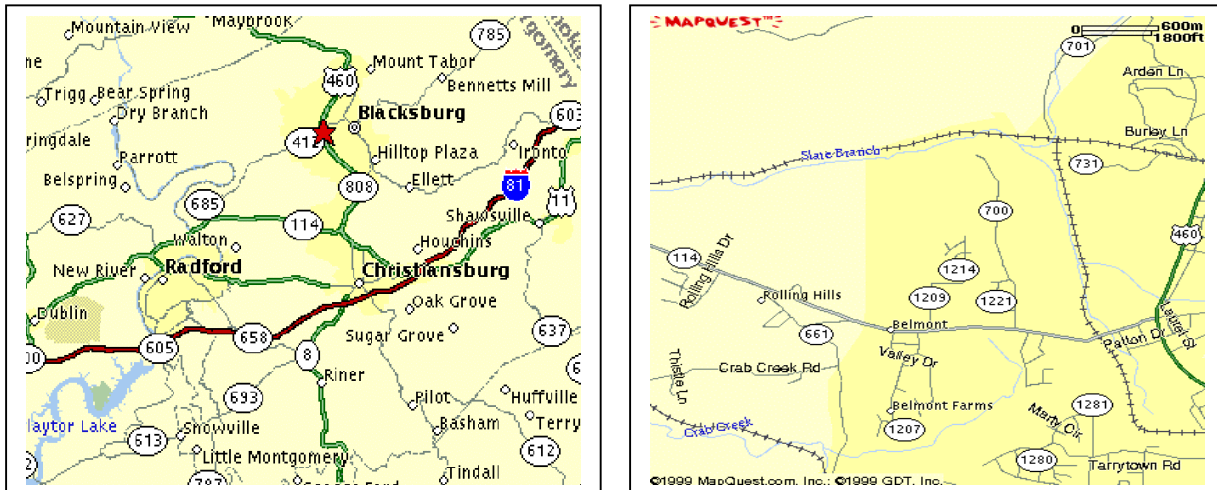 Maybrook
Mountain View
785
460
Mount Tabor
Bennetts Mill
Trigg
Bear Spring
Dry Branch
Blacksburg
603
412
Parrott
Hilltop Plaza
Ironto
Belspring
808
Ellett
81
627
685
11
Shawsville
114
Walton
Houchins
New River
Radford
Christiansburg
Dublin
Oak Grove
Sugar Grove
637
605
658
8
Riner
693
Pilot
Huffville
Terry
Basham
613
Snowville
Little Montgomery
612
787
Tindall
MAPQUEST™
0 600m
1800ft
701
Arden Ln
Burley Ln
Slate Branch
731
700
460
114
Rolling Hills Dr
1214
Rolling Hills
1209
1221
661
Belmont
Laurel St
Patton Dr
Valley Dr
Thistle Ln
Crab Creek Rd
Belmont Farms
1281
Marty Cir
Crab Creek
1207
1280
Tarrytown Rd
©1999 MapQuest.com, Inc.; ©1999 GDT, Inc.